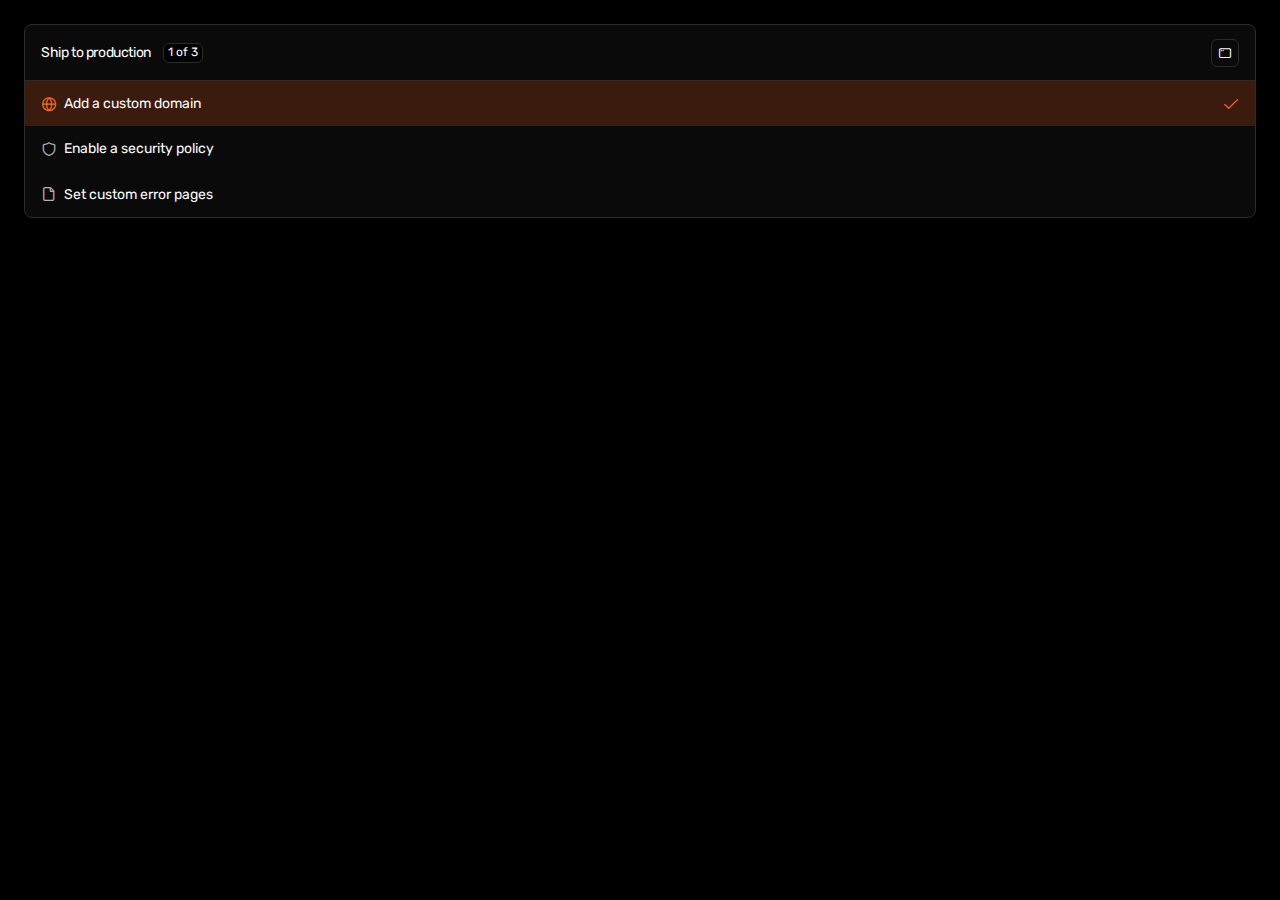 Ship to production 1 of 3
Add a custom domain
Enable a security policy
Set custom error pages